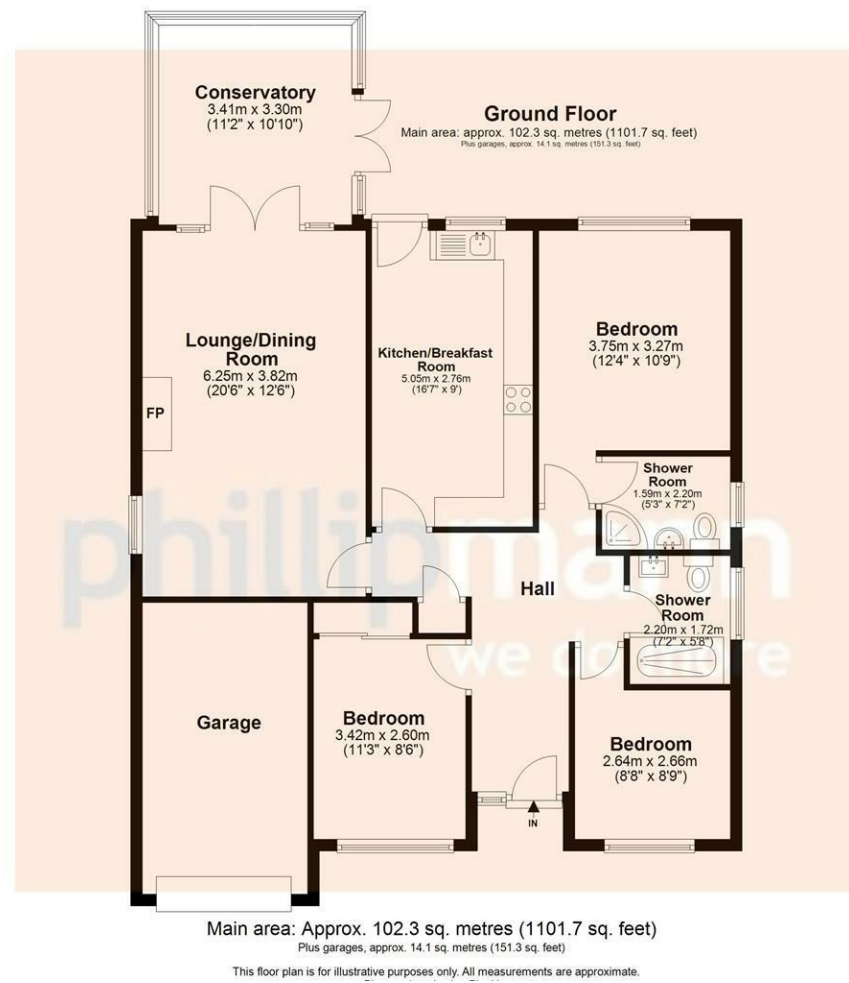 Conservatory
3.41m x 3.30m
(11'2" x 10'10")
Ground Floor
Main area: approx. 102.3 sq. metres (1101.7 sq. feet)
Plus garages, approx. 14.1 sq. metres (151.3 sq. feet)
Lounge/Dining
Room
6.25m x 3.82m
(20'6" x 12'6")
FP
Kitchen/Breakfast
Room
5.05m x 2.76m
(16'7" x 9')
Bedroom
3.75m x 3.27m
(12'4" x 10'9")
Shower
Room
1.59m x 2.20m
(5'3" x 7'2")
phillipmann
we do more
Hall
Shower
Room
2.20m x 1.72m
(7'2" x 5'8")
Garage
Bedroom
3.42m x 2.60m
(11'3" x 8'6")
Bedroom
2.64m x 2.66m
(8'8" x 8'9")
IN
Main area: Approx. 102.3 sq. metres (1101.7 sq. feet)
Plus garages, approx. 14.1 sq. metres (151.3 sq. feet)
This floor plan is for illustrative purposes only. All measurements are approximate.